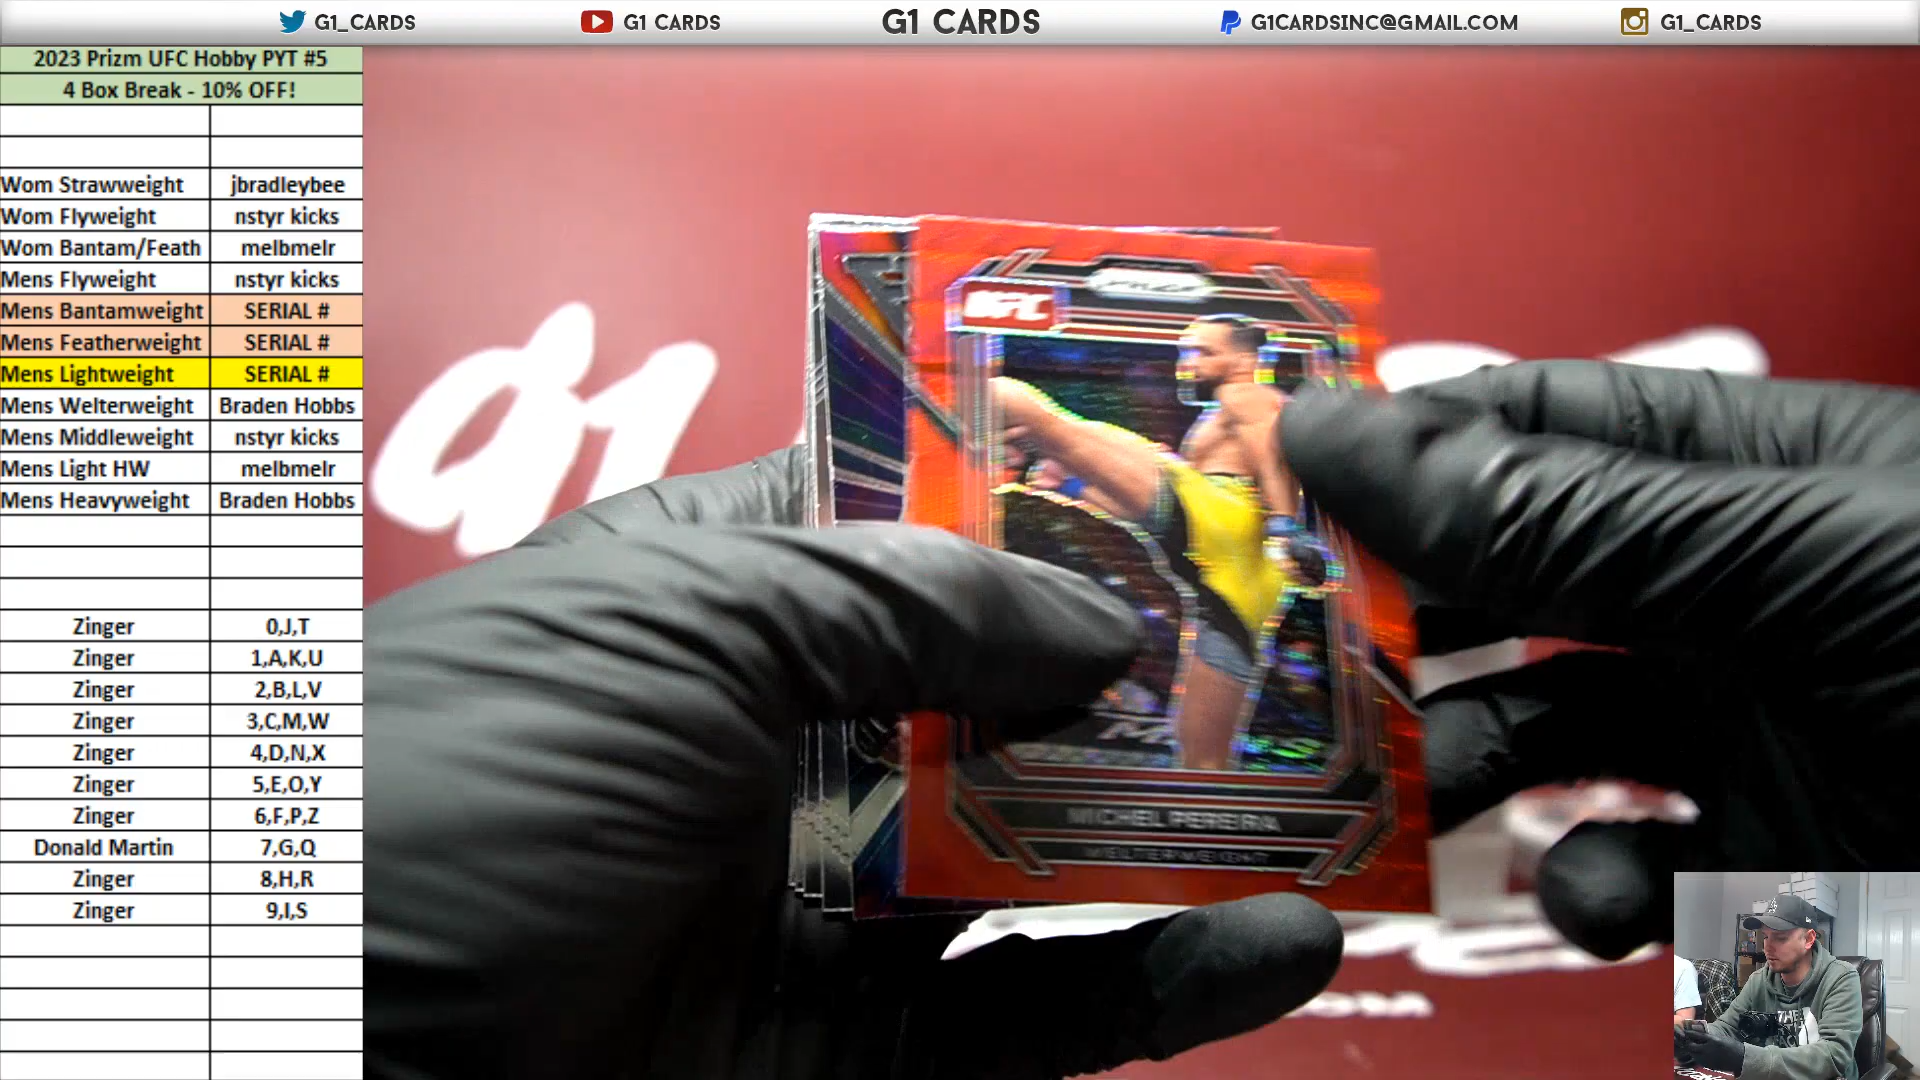 G1_CARDS
G1 CARDS
G1 CARDS
G1CARDSINC@GMAIL.COM
G1_CARDS
2023 Prizm UFC Hobby PYT #5
4 Box Break - 10% OFF!
Wom Strawweight jbradleybee
Wom Flyweight nstyr kicks
Wom Bantam/Feath melbmelr
Mens Flyweight nstyr kicks
Mens Bantamweight SERIAL #
Mens Featherweight SERIAL #
Mens Lightweight SERIAL #
Mens Welterweight Braden Hobbs
Mens Middleweight nstyr kicks
Mens Light HW melbmelr
Mens Heavyweight Braden Hobbs
Zinger 0,J,T
Zinger 1,A,K,U
Zinger 2,B,L,V
Zinger 3,C,M,W
Zinger 4,D,N,X
Zinger 5,E,O,Y
Zinger 6,F,P,Z
Donald Martin 7,G,Q
Zinger 8,H,R
Zinger 9,I,S
g1
PRIZM
UFC
MICHEL PEREIRA
WELTERWEIGHT